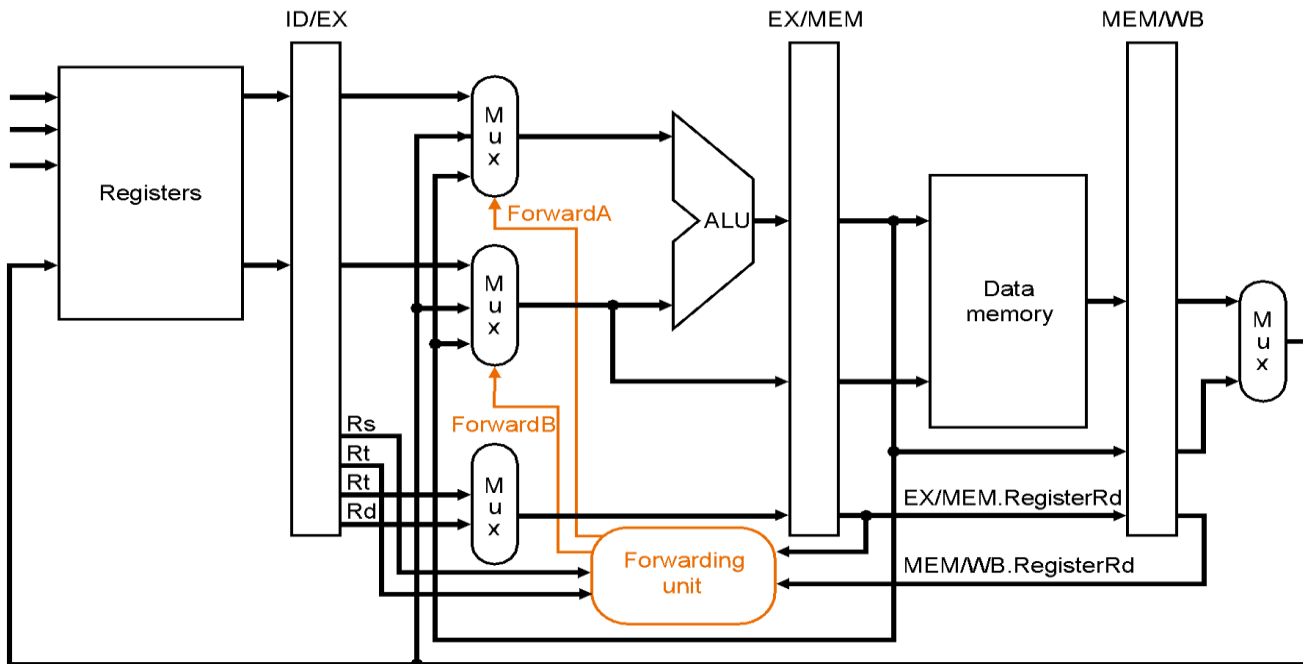 ID/EX
EX/MEM
MEM/WB
Registers
Mux
ForwardA
ALU
Mux
Data
memory
Mux
ForwardB
Rs
Rt
Rt
Rd
Mux
EX/MEM.RegisterRd
Forwarding
unit
MEM/WB.RegisterRd